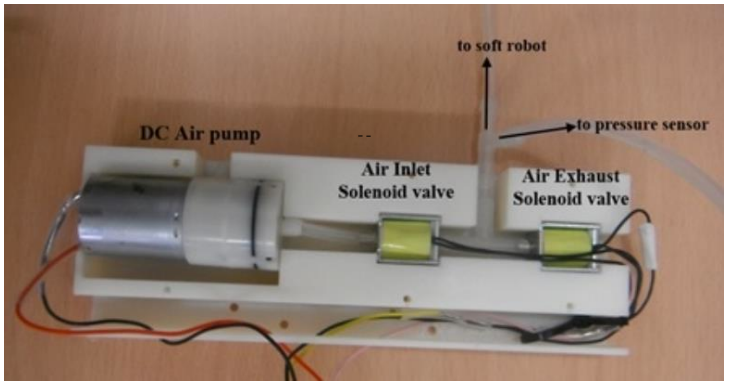 to soft robot
to pressure sensor
DC Air pump
--
Air Inlet
Solenoid valve
Air Exhaust
Solenoid valve